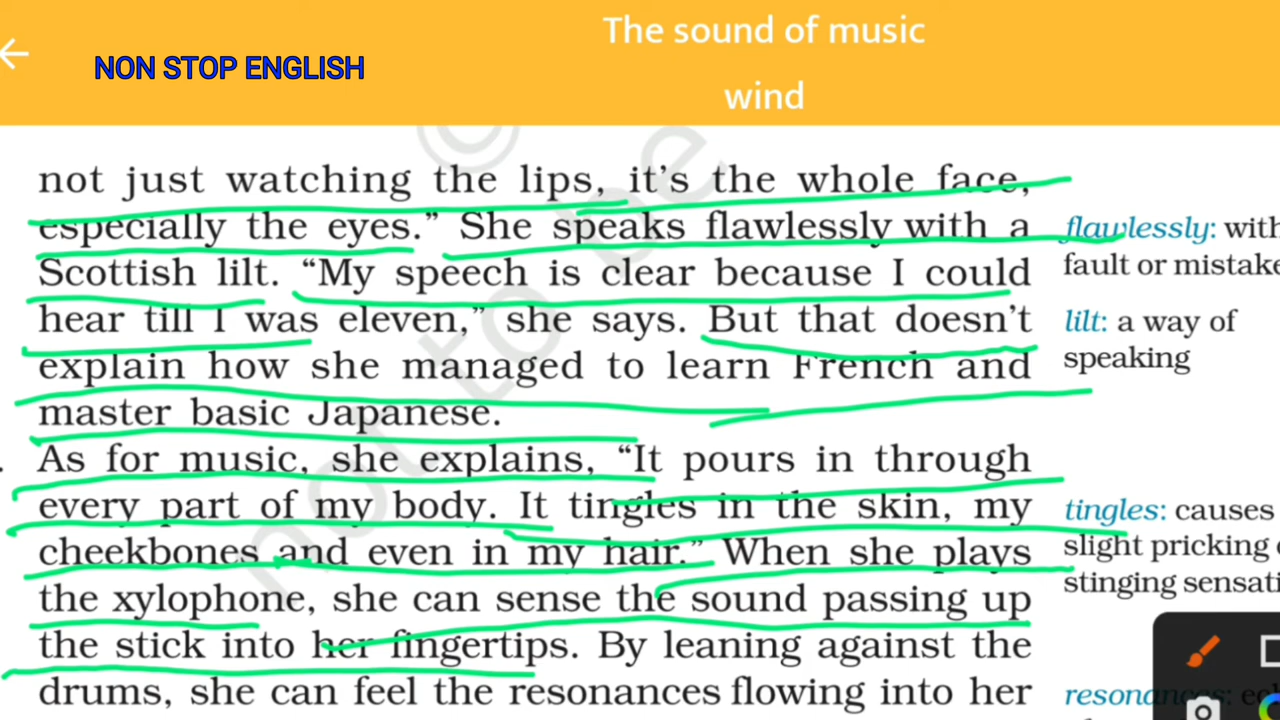 The sound of music
NON STOP ENGLISH
wind
not just watching the lips, it's the whole face,
especially the eyes.” She speaks flawlessly with a
Scottish lilt. “My speech is clear because I could
hear till I was eleven,” she says. But that doesn't
explain how she managed to learn French and
master basic Japanese.
As for music, she explains, “It pours in through
every part of my body. It tingles in the skin, my
cheekbones and even in my hair.” When she plays
the xylophone, she can sense the sound passing up
the stick into her fingertips. By leaning against the
drums, she can feel the resonances flowing into her
flawlessly: with
fault or mistake
lilt: a way of
speaking
tingles: causes
slight pricking
stinging sensati
resonances:
not to be
©